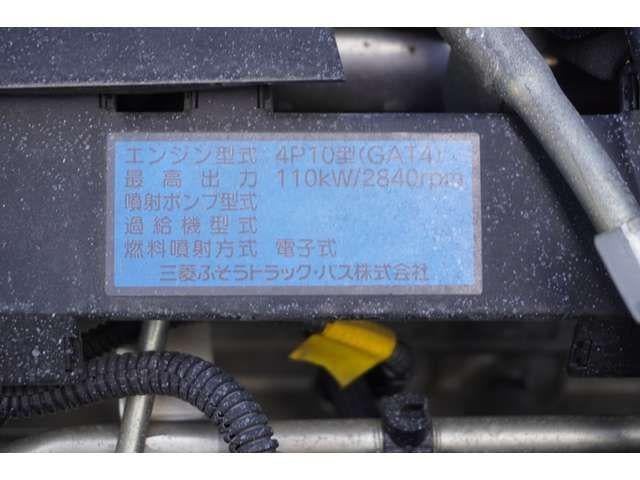 エンジン型式 4P10型(GAT4)
最高出力 110kW/2840rpm
噴射ポンプ型式
過給機型式
燃料噴射方式 電子式
三菱ふそうトラック・バス株式会社